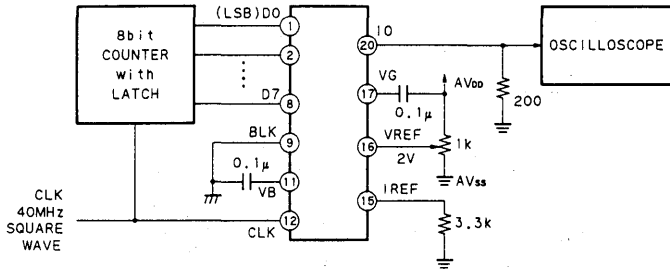 8bit
COUNTER
with
LATCH
(LSB)D0
1
2
D7
8
BLK
9
0.1μ
VB
11
CLK
40MHz
SQUARE
WAVE
12
CLK
IO
20
OSCILLOSCOPE
200
VG
17
0.1μ
AVDD
VREF
16
2V
1k
AVSS
IREF
15
3.3k